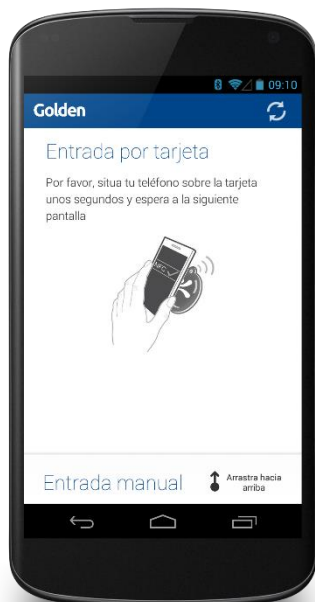 09:10
Golden
Entrada por tarjeta
Por favor, situa tu teléfono sobre la tarjeta
unos segundos y espera a la siguiente
pantalla
NFC
Entrada manual
Arrastra hacia
arriba